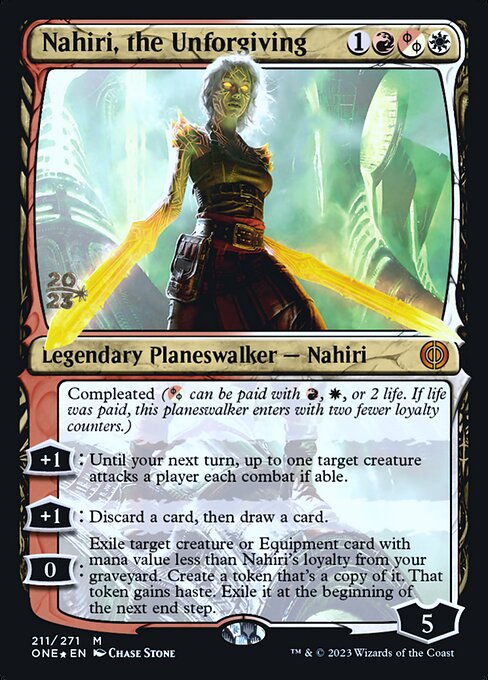 Nahiri, the Unforgiving 1
20
23
Legendary Planeswalker — Nahiri
Compleated ( can be paid with , , or 2 life. If life
was paid, this planeswalker enters with two fewer loyalty
counters.)
+1: Until your next turn, up to one target creature
attacks a player each combat if able.
+1: Discard a card, then draw a card.
0: Exile target creature or Equipment card with
mana value less than Nahiri's loyalty from your
graveyard. Create a token that's a copy of it. That
token gains haste. Exile it at the beginning of
the next end step.
5
211/271 M
ONE★EN Chase Stone
™ & © 2023 Wizards of the Coast